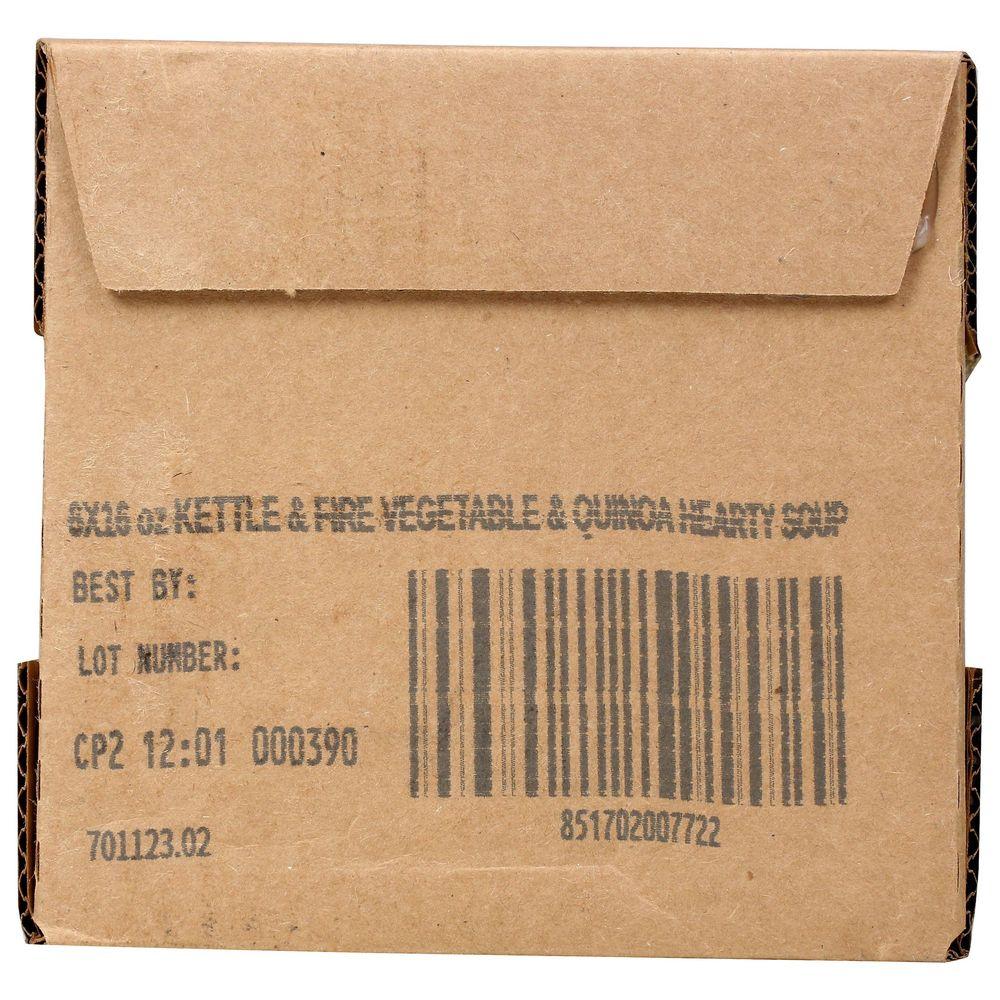 6X16 oz KETTLE & FIRE VEGETABLE & QUINOA HEARTY SOUP
BEST BY:
LOT NUMBER:
CP2 12:01 000390
701123.02
851702007722